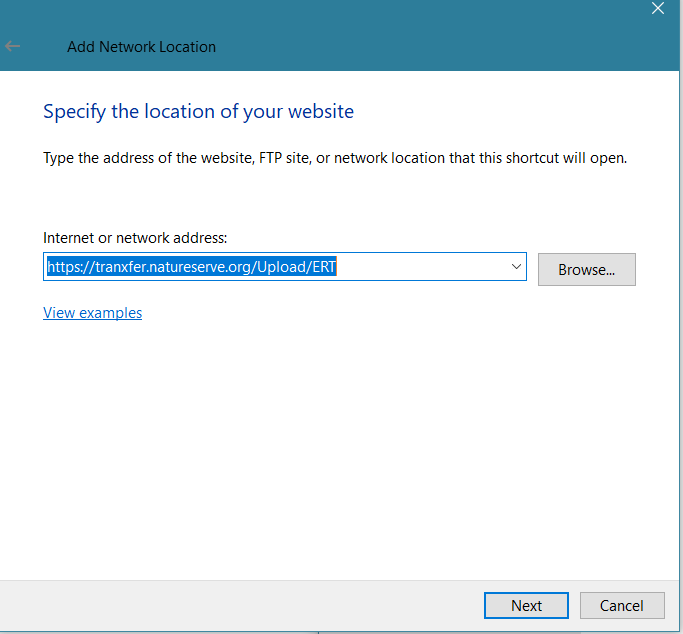 Add Network Location
Specify the location of your website
Type the address of the website, FTP site, or network location that this shortcut will open.
Internet or network address:
https://tranxfer.natureserve.org/Upload/ERT
Browse...
View examples
Next
Cancel